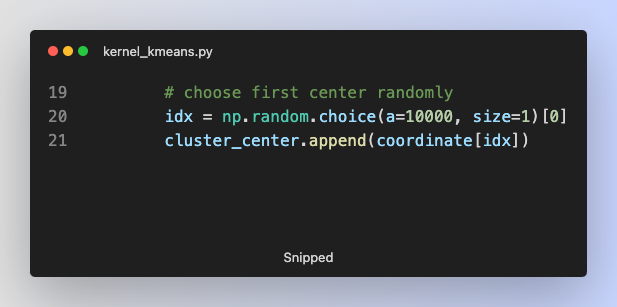 kernel_kmeans.py
19 # choose first center randomly
20 idx = np.random.choice(a=10000, size=1)[0]
21 cluster_center.append(coordinate[idx])
Snipped